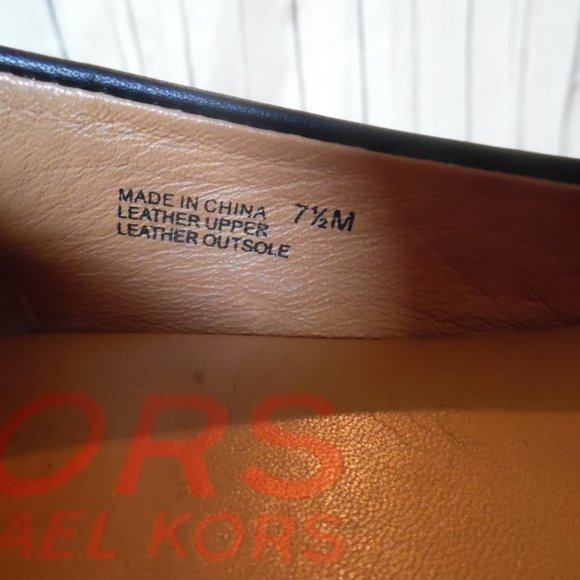 MADE IN CHINA 7½M
LEATHER UPPER
LEATHER OUTSOLE
ORS
AEL KORS